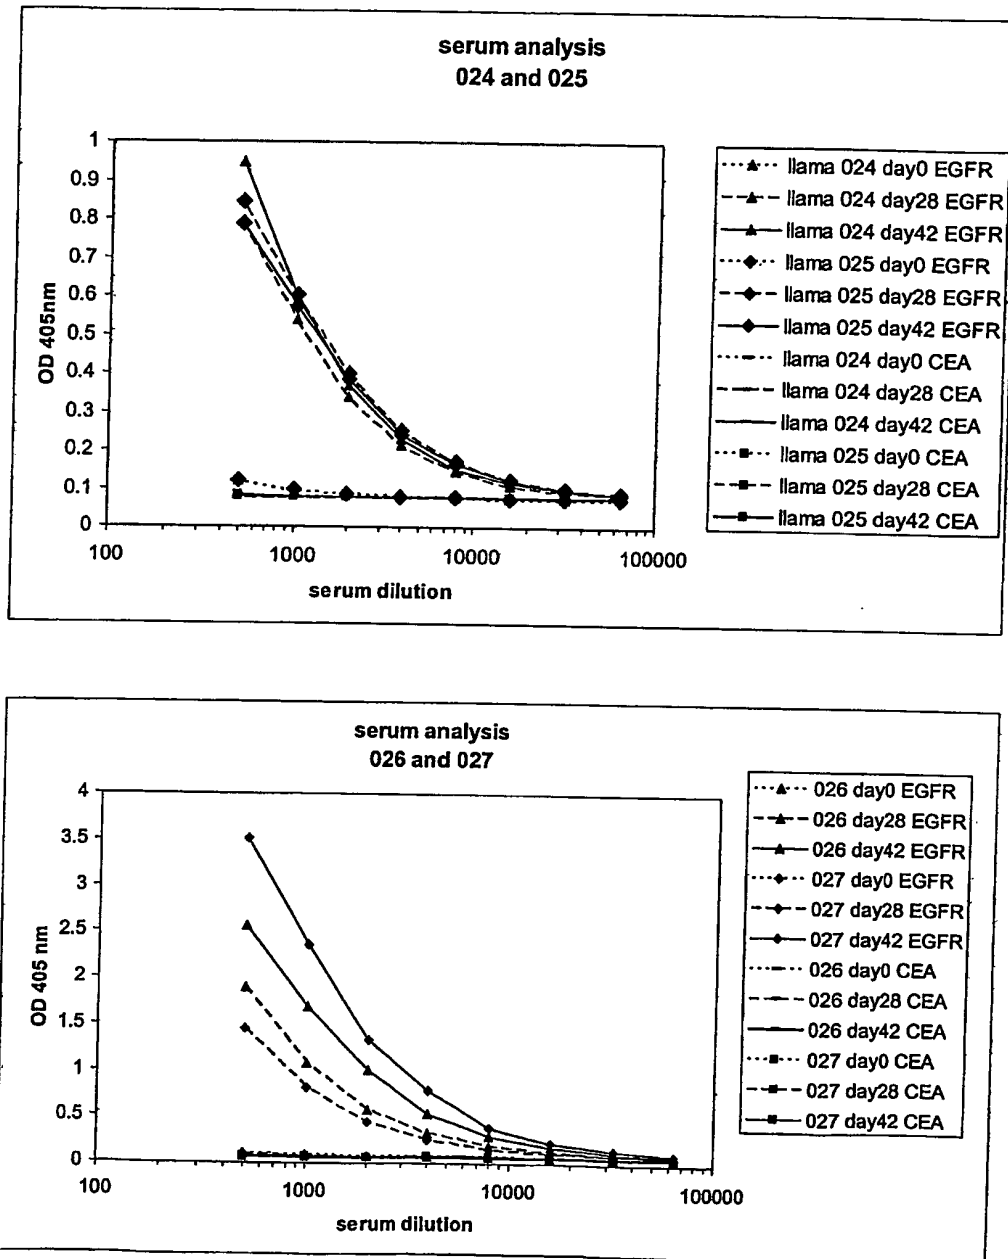 serum analysis
024 and 025
1
0.9
0.8
0.7
0.6
0.5
0.4
0.3
0.2
0.1
0
OD 405nm
100
1000
10000
100000
serum dilution
llama 024 day0 EGFR
llama 024 day28 EGFR
llama 024 day42 EGFR
llama 025 day0 EGFR
llama 025 day28 EGFR
llama 025 day42 EGFR
llama 024 day0 CEA
llama 024 day28 CEA
llama 024 day42 CEA
llama 025 day0 CEA
llama 025 day28 CEA
llama 025 day42 CEA
serum analysis
026 and 027
4
3.5
3
2.5
2
1.5
1
0.5
0
OD 405 nm
100
1000
10000
100000
serum dilution
026 day0 EGFR
026 day28 EGFR
026 day42 EGFR
027 day0 EGFR
027 day28 EGFR
027 day42 EGFR
026 day0 CEA
026 day28 CEA
026 day42 CEA
027 day0 CEA
027 day28 CEA
027 day42 CEA